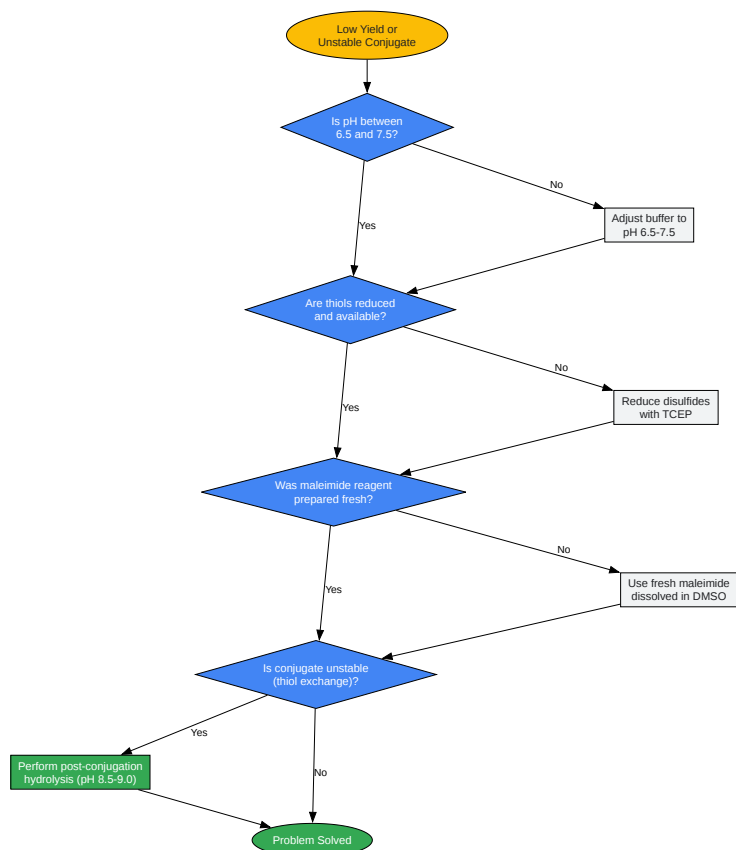 Low Yield or
Unstable Conjugate
Is pH between
6.5 and 7.5?
No
Adjust buffer to
pH 6.5-7.5
Yes
Are thiols reduced
and available?
No
Reduce disulfides
with TCEP
Yes
Was maleimide reagent
prepared fresh?
No
Use fresh maleimide
dissolved in DMSO
Yes
Is conjugate unstable
(thiol exchange)?
Yes
Perform post-conjugation
hydrolysis (pH 8.5-9.0)
No
Problem Solved